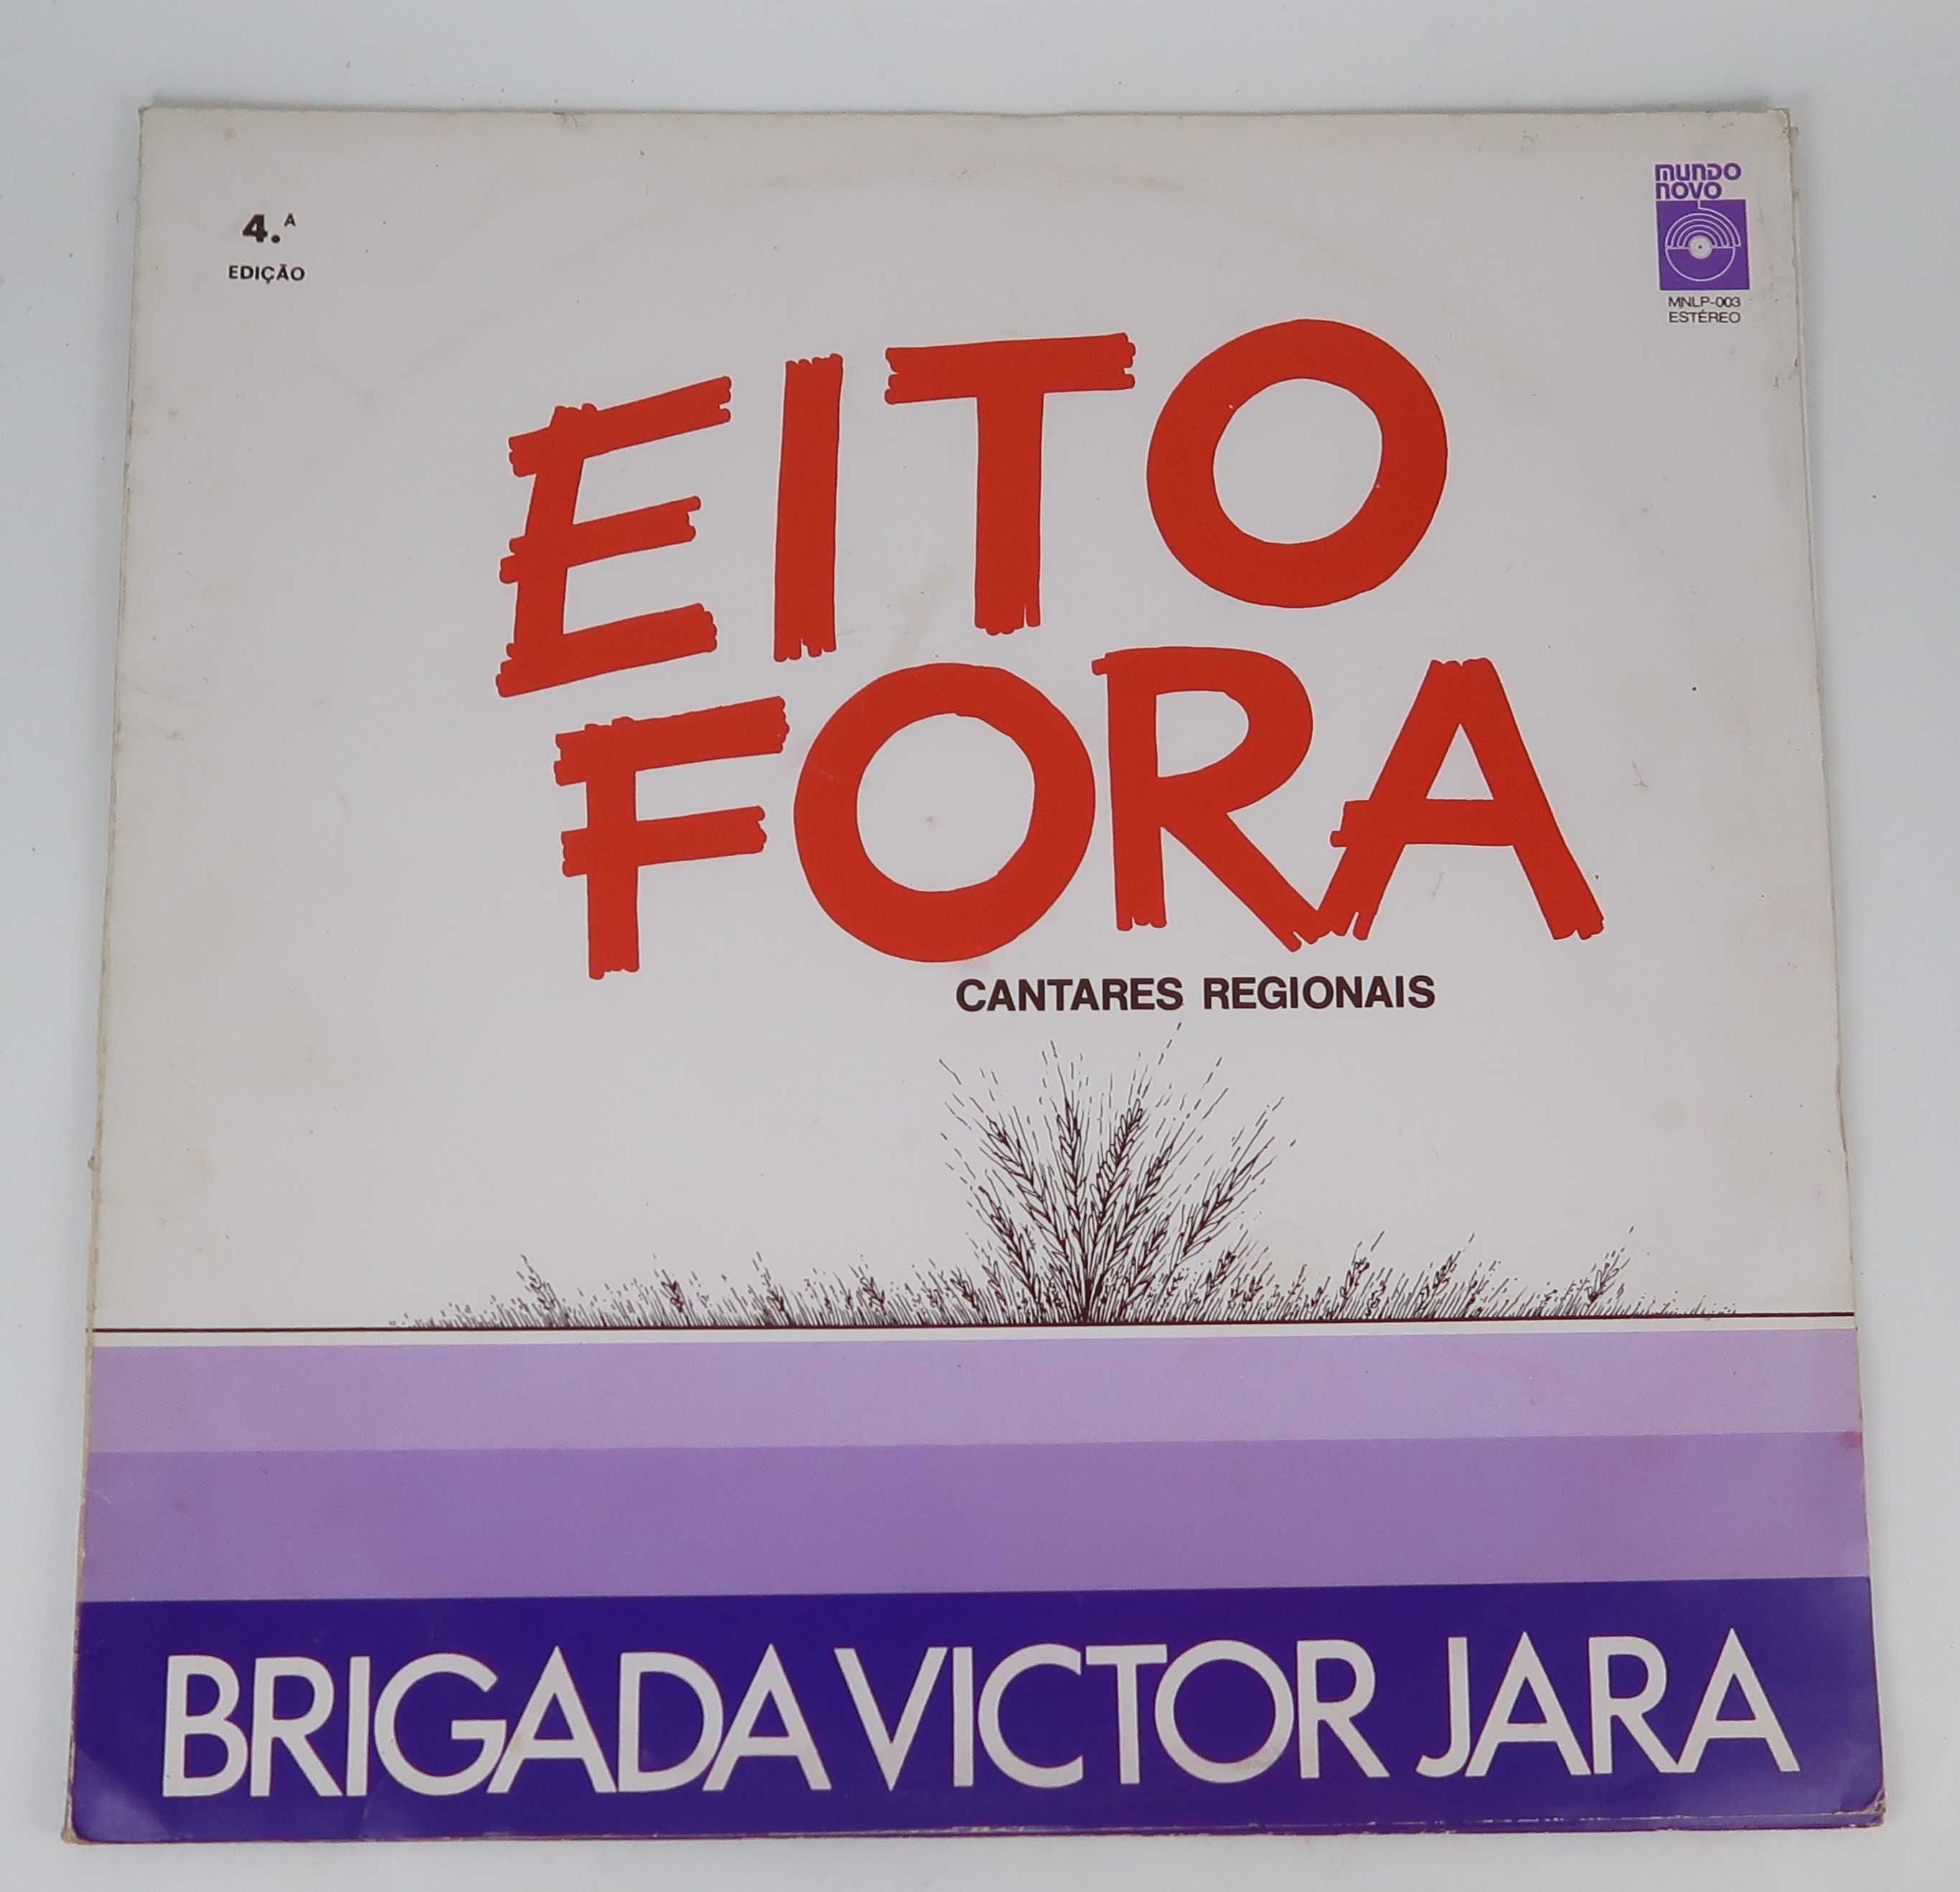 4.ª
EDIÇÃO
mundo
novo
MNLP-003
ESTÉREO
EITO
FORA
CANTARES REGIONAIS
BRIGADA VICTOR JARA